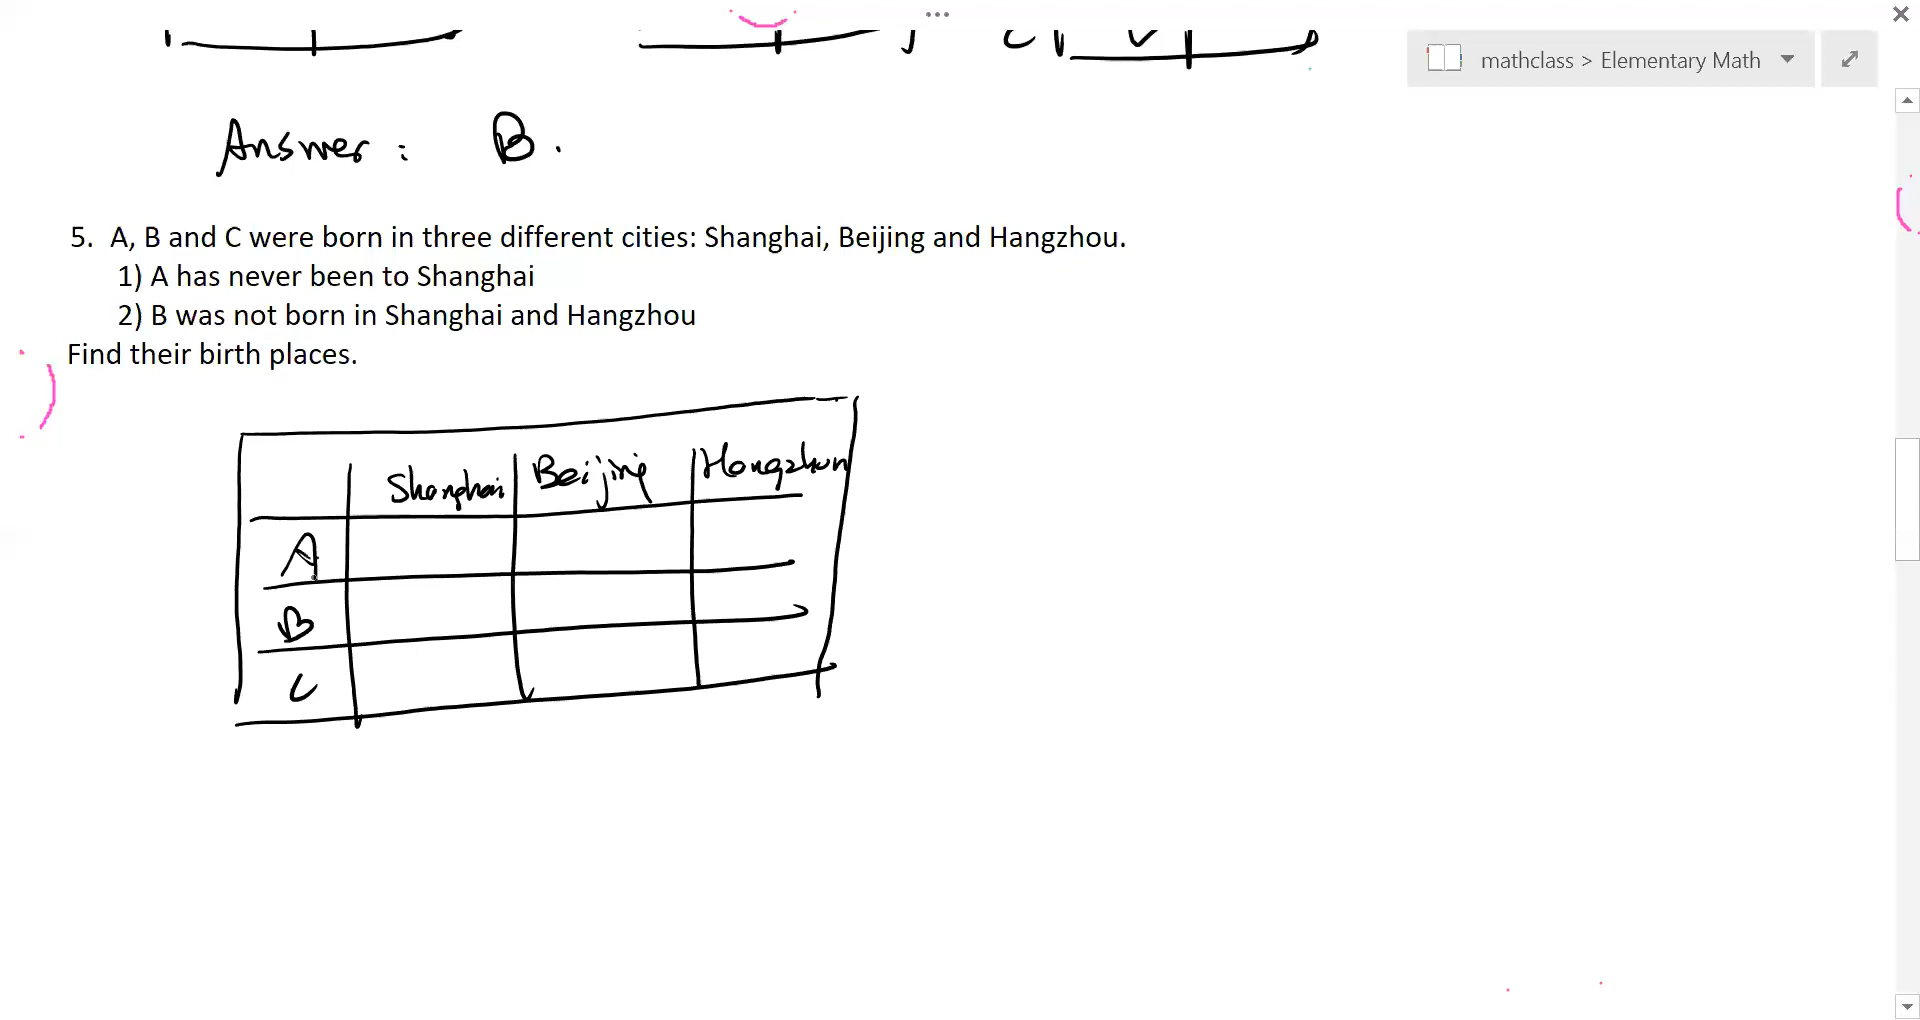 mathclass > Elementary Math
Answer: B.
5. A, B and C were born in three different cities: Shanghai, Beijing and Hangzhou.
1) A has never been to Shanghai
2) B was not born in Shanghai and Hangzhou
Find their birth places.
Shanghai Beijing Hangzhou
A
B
C